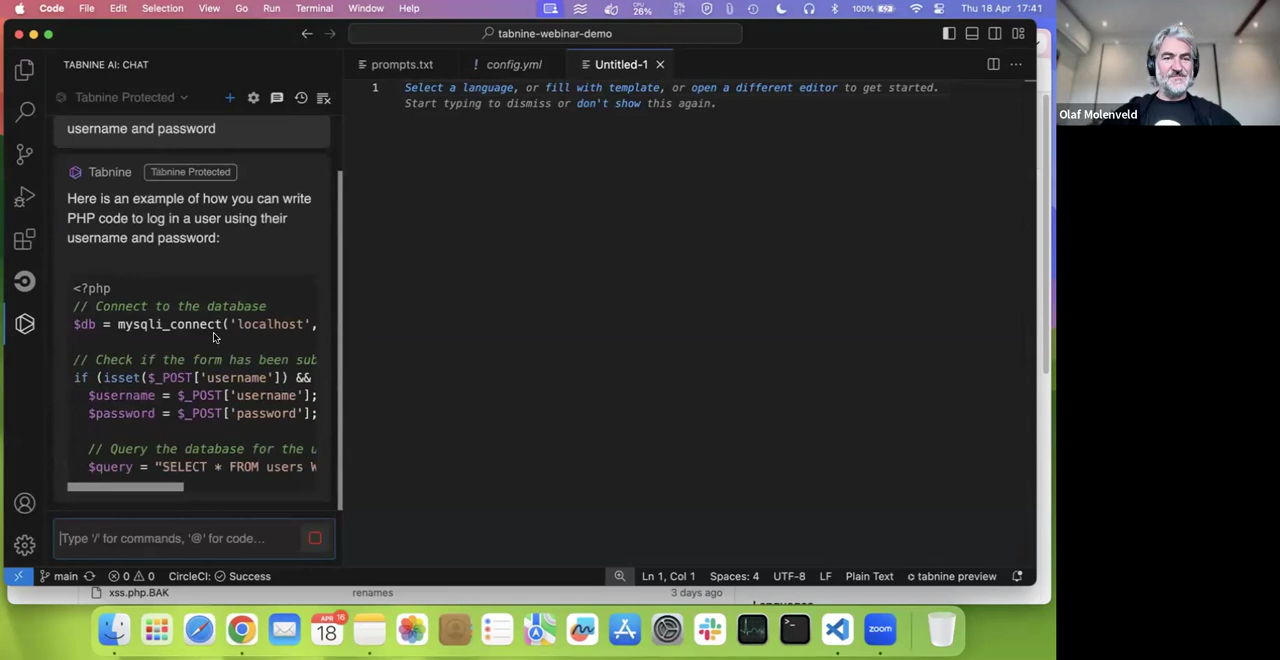 Code File Edit Selection View Go Run Terminal Window Help CPU 26% 100% Thu 18 Apr 17:41
tabnine-webinar-demo
TABNINE AI: CHAT
prompts.txt ! config.yml Untitled-1
Tabnine Protected
1 Select a language, or fill with template, or open a different editor to get started.
Start typing to dismiss or don't show this again.
Olaf Molenveld
username and password
Tabnine Tabnine Protected
Here is an example of how you can write
PHP code to log in a user using their
username and password:
<?php
// Connect to the database
$db = mysqli_connect('localhost',
// Check if the form has been sub
if (isset($_POST['username']) &&
$username = $_POST['username'];
$password = $_POST['password'];
// Query the database for the u
$query = "SELECT * FROM users W
Type '/' for commands, '@' for code...
main 0 0 CircleCI: Success Ln 1, Col 1 Spaces: 4 UTF-8 LF Plain Text tabnine preview
xss.php.BAK renames 3 days ago
APR 16
18
zoom